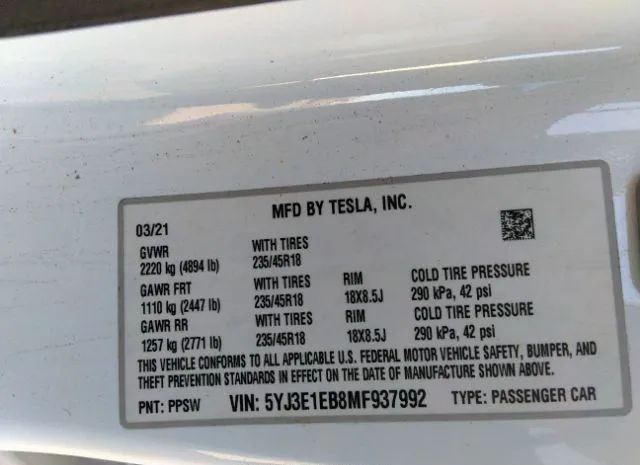 MFD BY TESLA, INC.
03/21
GVWR WITH TIRES
2220 kg (4894 lb) 235/45R18
GAWR FRT WITH TIRES RIM COLD TIRE PRESSURE
1110 kg (2447 lb) 235/45R18 18X8.5J 290 kPa, 42 psi
GAWR RR WITH TIRES RIM COLD TIRE PRESSURE
1257 kg (2771 lb) 235/45R18 18X8.5J 290 kPa, 42 psi
THIS VEHICLE CONFORMS TO ALL APPLICABLE U.S. FEDERAL MOTOR VEHICLE SAFETY, BUMPER, AND
THEFT PREVENTION STANDARDS IN EFFECT ON THE DATE OF MANUFACTURE SHOWN ABOVE.
PNT: PPSW VIN: 5YJ3E1EB8MF937992 TYPE: PASSENGER CAR